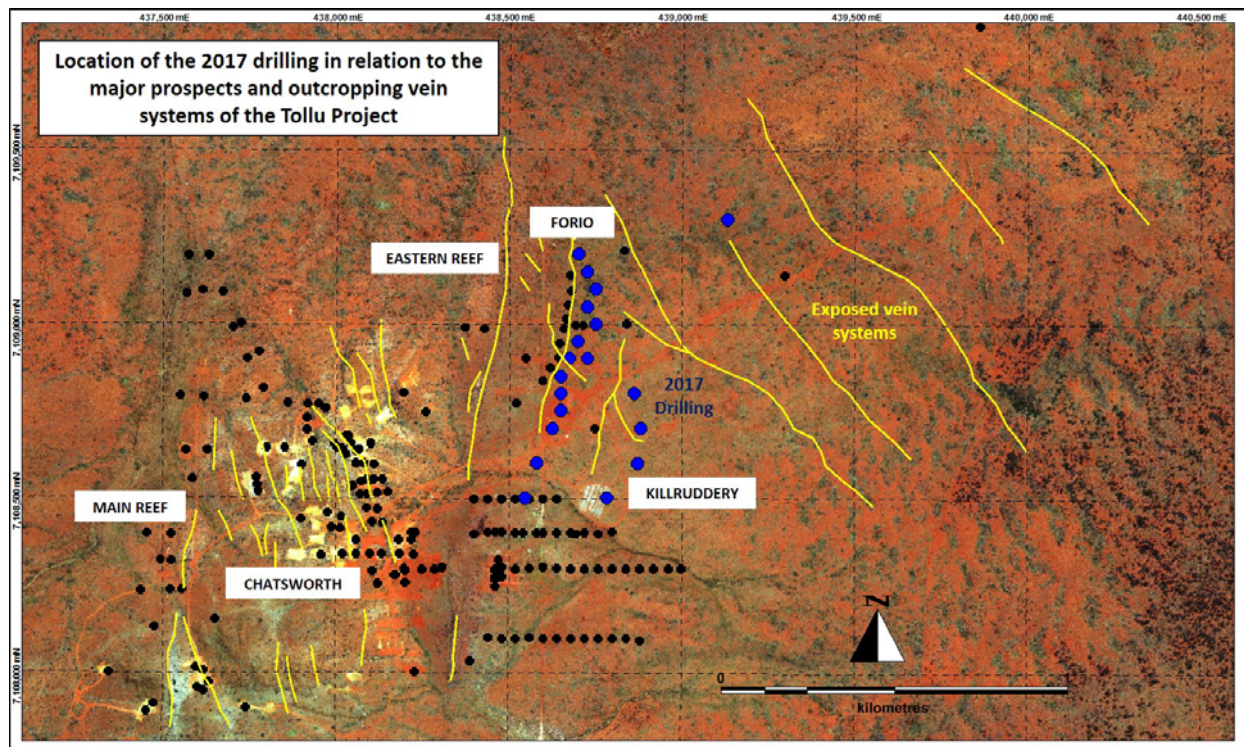 437,500 mE 438,000 mE 438,500 mE 439,000 mE 439,500 mE 440,000 mE 440,500 mE
Location of the 2017 drilling in relation to the
major prospects and outcropping vein
systems of the Tollu Project
7,109,500 mN
FORIO
EASTERN REEF
7,109,000 mN
Exposed vein
systems
2017
Drilling
7,108,500 mN
MAIN REEF
KILLRUDDERY
CHATSWORTH
N
7,108,000 mN
0 1
kilometres